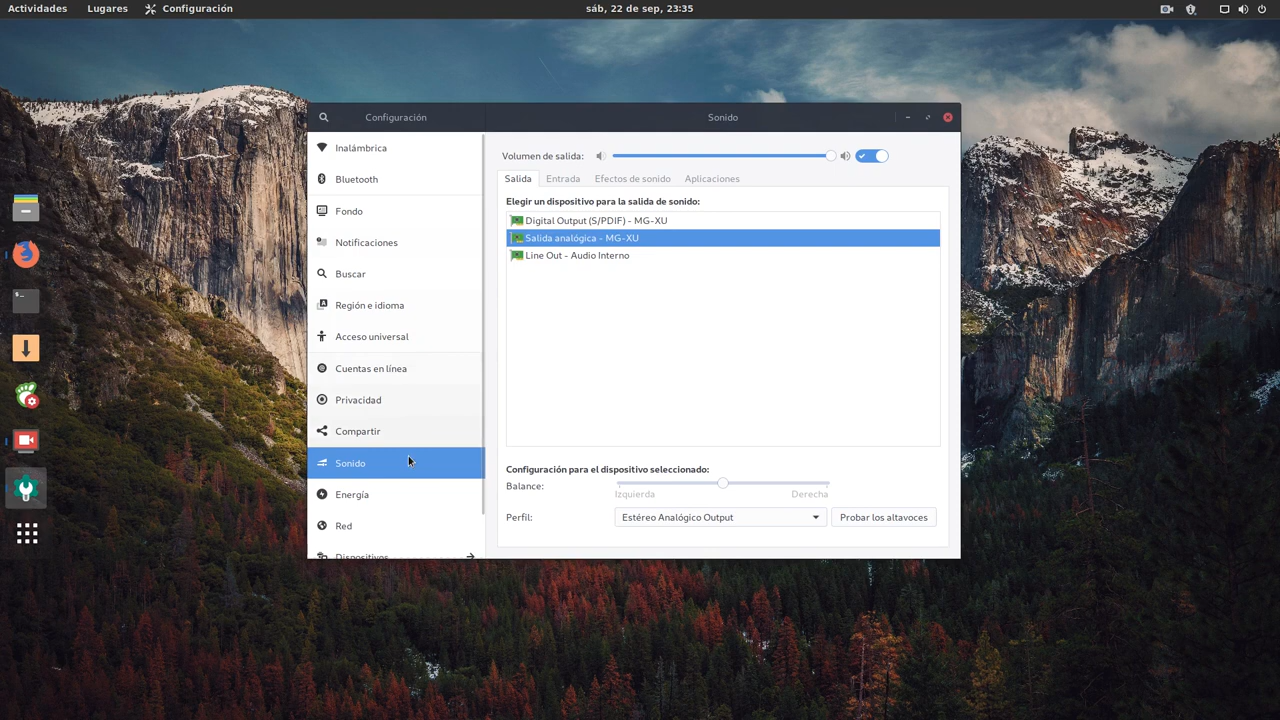 Actividades Lugares Configuración sáb, 22 de sep, 23:35
Configuración Sonido
Inalámbrica
Bluetooth
Fondo
Notificaciones
Buscar
Región e idioma
Acceso universal
Cuentas en línea
Privacidad
Compartir
Sonido
Energía
Red
Dispositivos
Volumen de salida:
Salida Entrada Efectos de sonido Aplicaciones
Elegir un dispositivo para la salida de sonido:
Digital Output (S/PDIF) - MG-XU
Salida analógica - MG-XU
Line Out - Audio Interno
Configuración para el dispositivo seleccionado:
Balance:
Izquierda Derecha
Perfil: Estéreo Analógico Output Probar los altavoces